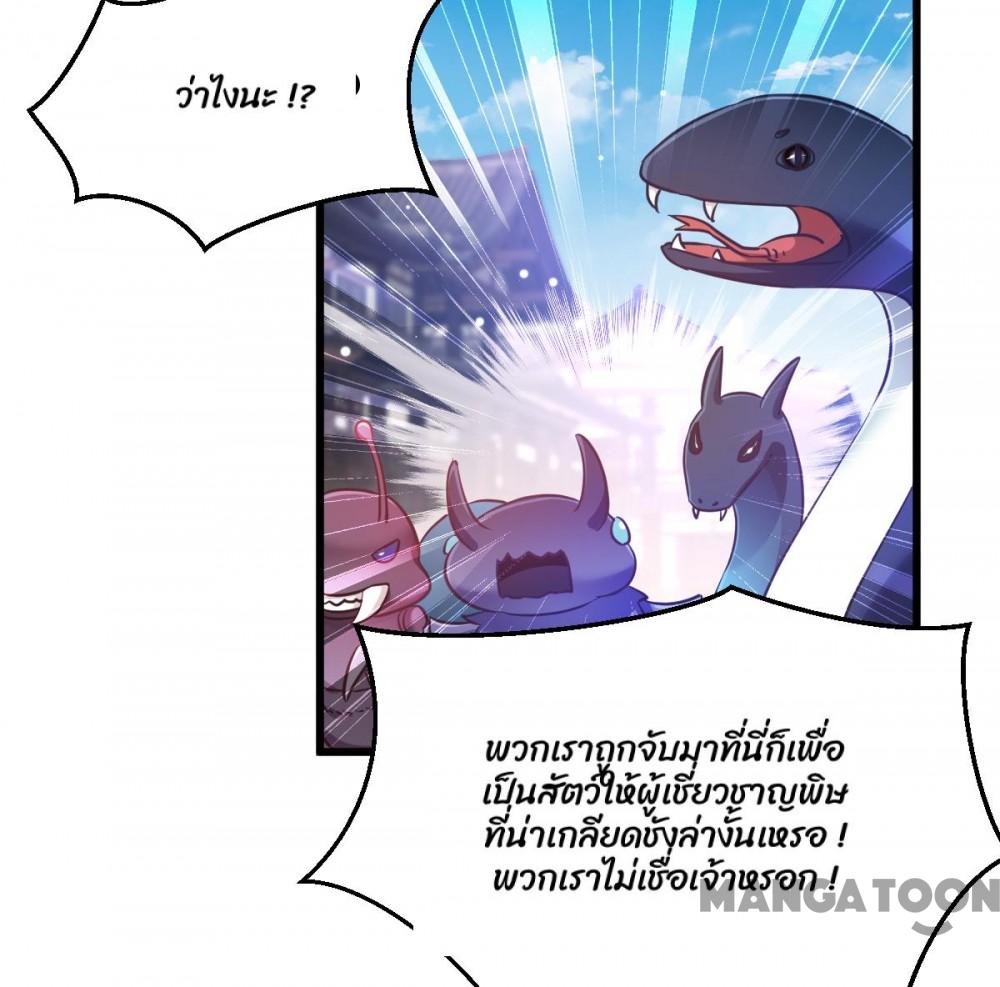 ว่าไงนะ !?
พวกเราถูกจับมาที่นี่ก็เพื่อ
เป็นสัตว์ให้ผู้เชี่ยวชาญพิษ
ที่น่าเกลียดชังล่างั้นเหรอ !
พวกเราไม่เชื่อเจ้าหรอก !
MANGATOON